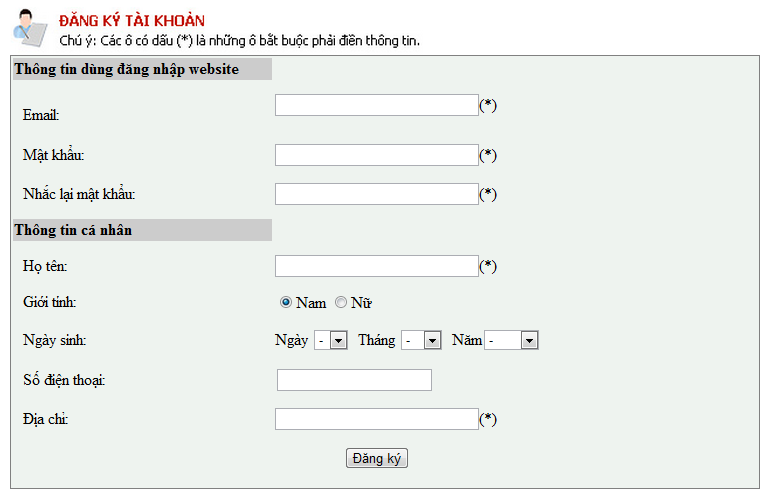 ĐĂNG KÝ TÀI KHOẢN
Chú ý: Các ô có dấu (*) là những ô bắt buộc phải điền thông tin.
Thông tin dùng đăng nhập website
Email: (*)
Mật khẩu: (*)
Nhắc lại mật khẩu: (*)
Thông tin cá nhân
Họ tên: (*)
Giới tính: Nam Nữ
Ngày sinh: Ngày - Tháng - Năm -
Số điện thoại:
Địa chỉ: (*)
Đăng ký